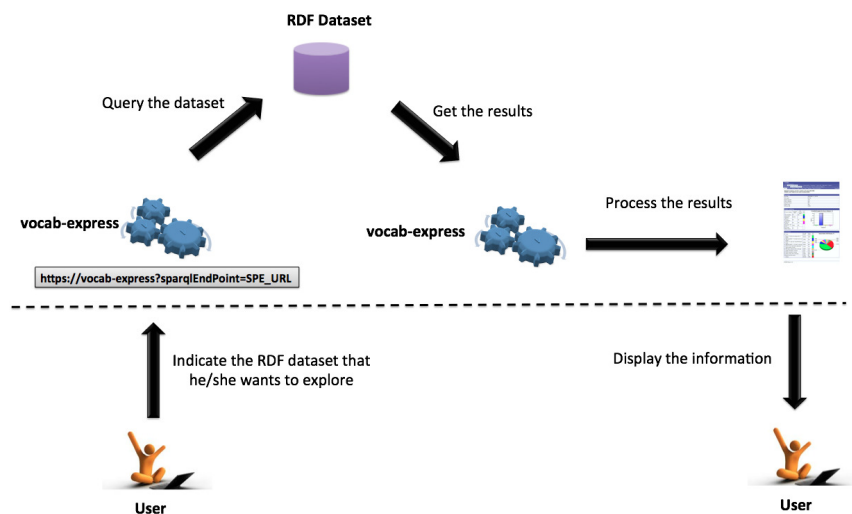 RDF Dataset
Query the dataset
Get the results
vocab-express
vocab-express
Process the results
https://vocab-express?sparqlEndPoint=SPE_URL
Indicate the RDF dataset that
he/she wants to explore
Display the information
User
User